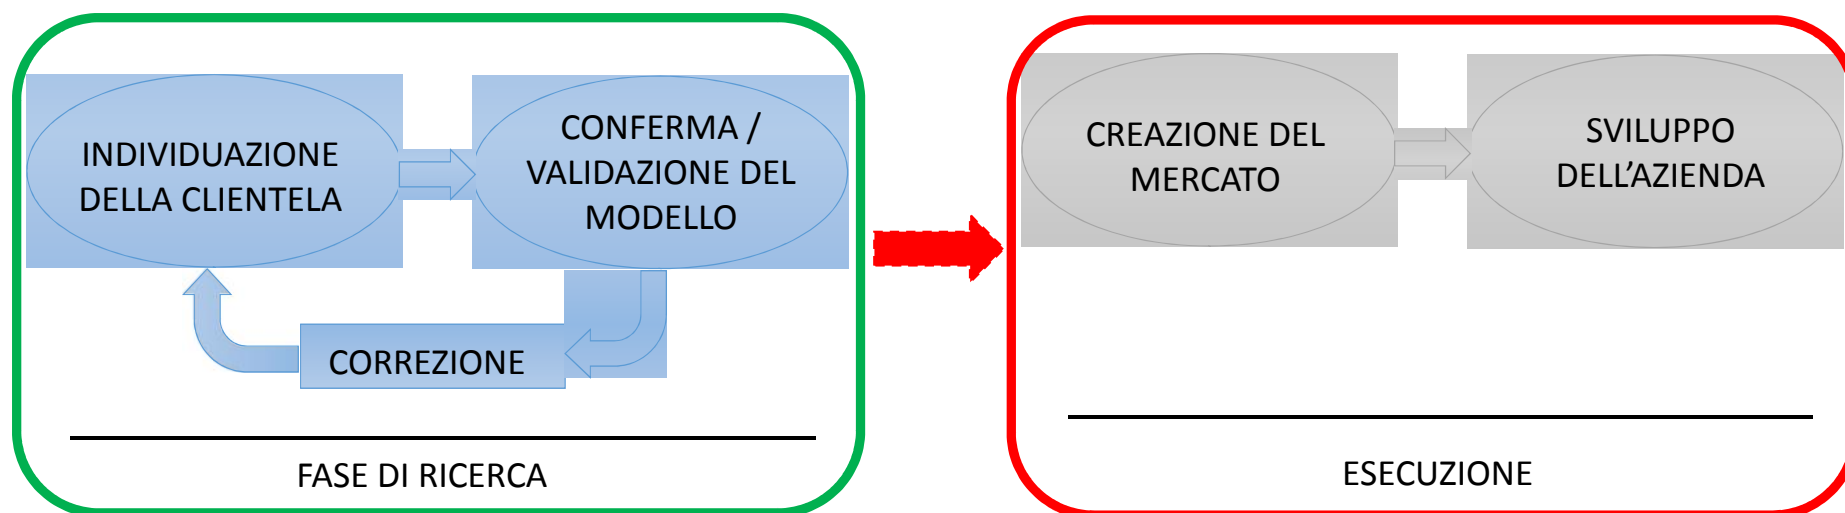 INDIVIDUAZIONE
DELLA CLIENTELA
CONFERMA /
VALIDAZIONE DEL
MODELLO
CORREZIONE
FASE DI RICERCA
CREAZIONE DEL
MERCATO
SVILUPPO
DELL’AZIENDA
ESECUZIONE